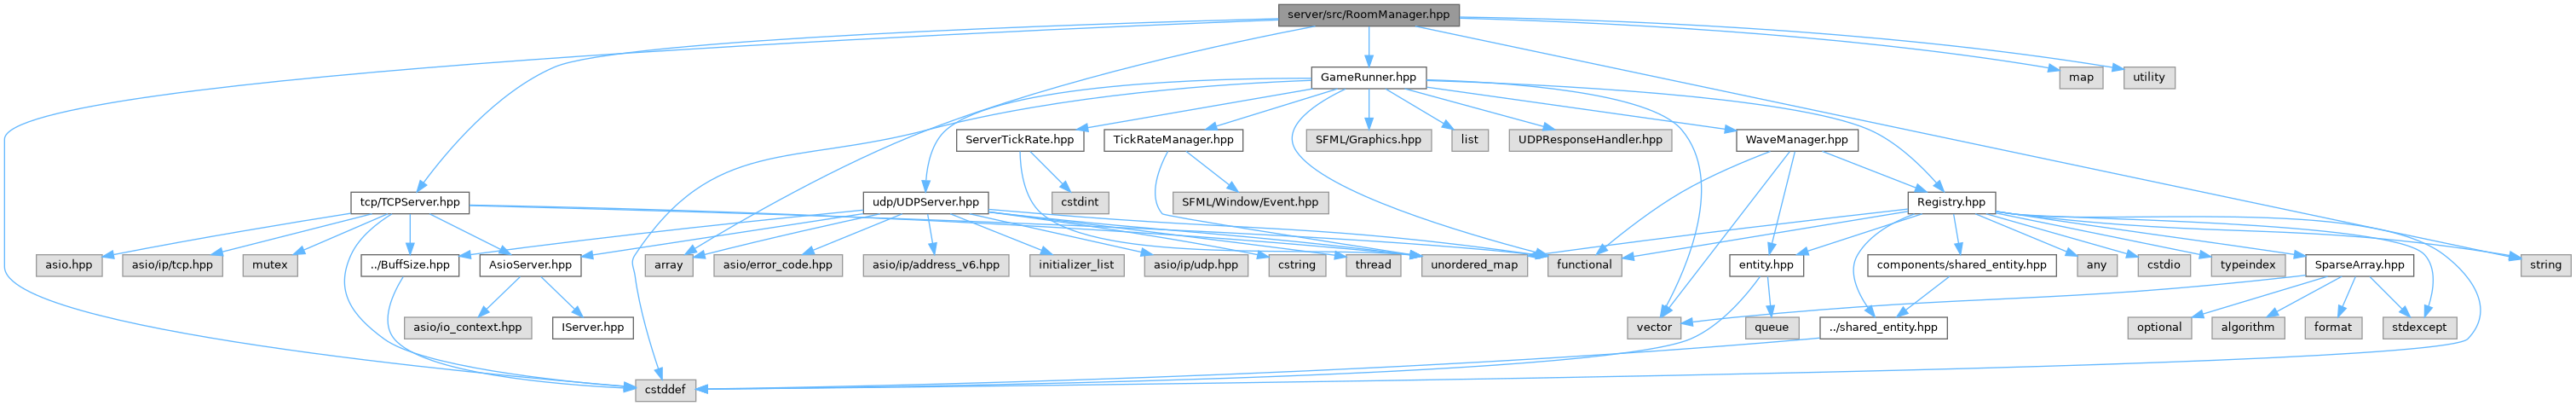 server/src/RoomManager.hpp
GameRunner.hpp
map
utility
ServerTickRate.hpp
TickRateManager.hpp
SFML/Graphics.hpp
list
UDPResponseHandler.hpp
WaveManager.hpp
tcp/TCPServer.hpp
udp/UDPServer.hpp
cstdint
SFML/Window/Event.hpp
Registry.hpp
asio.hpp
asio/ip/tcp.hpp
mutex
../BuffSize.hpp
AsioServer.hpp
array
asio/error_code.hpp
asio/ip/address_v6.hpp
initializer_list
asio/ip/udp.hpp
cstring
thread
unordered_map
functional
entity.hpp
components/shared_entity.hpp
any
cstdio
typeindex
SparseArray.hpp
string
asio/io_context.hpp
IServer.hpp
vector
queue
../shared_entity.hpp
optional
algorithm
format
stdexcept
cstddef